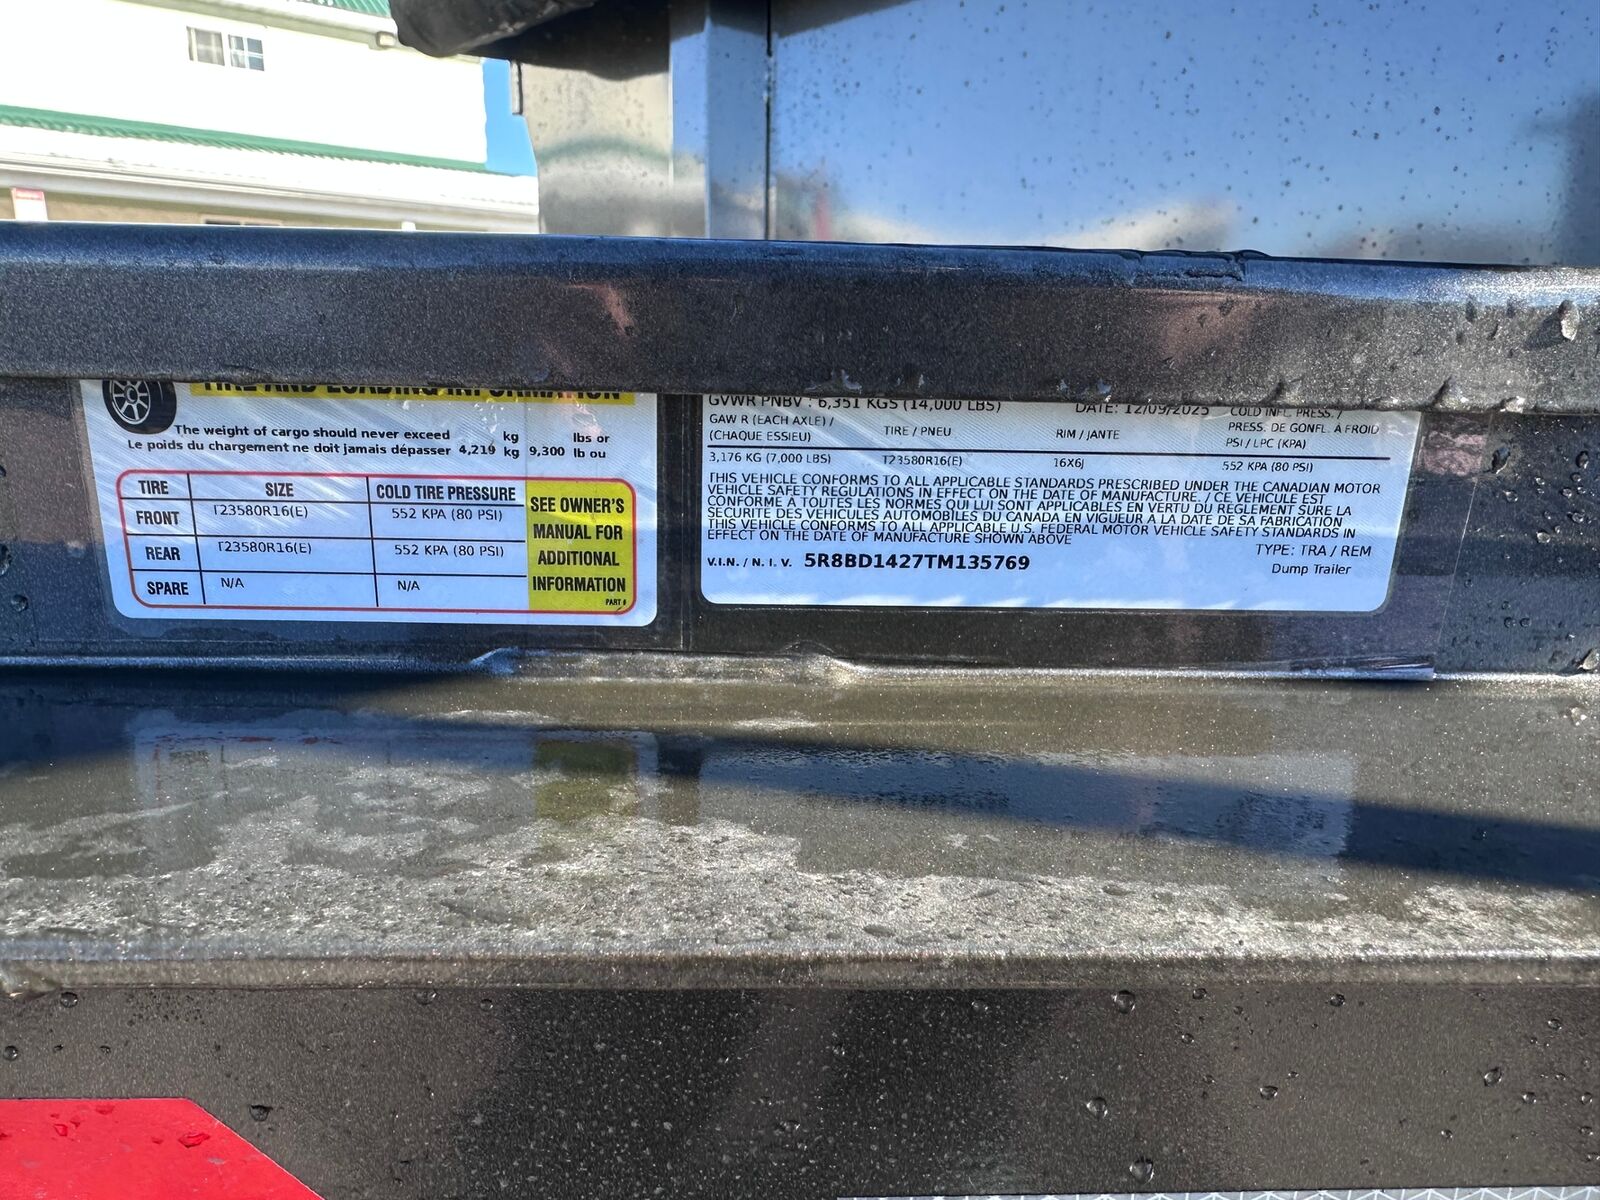 TIRE AND LOADING INFORMATION
The weight of cargo should never exceed kg lbs or
Le poids du chargement ne doit jamais dépasser 4,219 kg 9,300 lb ou
TIRE SIZE COLD TIRE PRESSURE
FRONT T23580R16(E) 552 KPA (80 PSI)
REAR T23580R16(E) 552 KPA (80 PSI)
SPARE N/A N/A
SEE OWNER'S
MANUAL FOR
ADDITIONAL
INFORMATION
PART #
GVWR PNBV : 6,351 KGS (14,000 LBS) DATE: 12/09/2025 COLD INFL. PRESS. /
GAW R (EACH AXLE) / TIRE / PNEU RIM / JANTE PRESS. DE GONFL. À FROID
(CHAQUE ESSIEU) PSI / LPC (KPA)
3,176 KG (7,000 LBS) T23580R16(E) 16X6J 552 KPA (80 PSI)
THIS VEHICLE CONFORMS TO ALL APPLICABLE STANDARDS PRESCRIBED UNDER THE CANADIAN MOTOR
VEHICLE SAFETY REGULATIONS IN EFFECT ON THE DATE OF MANUFACTURE. / CE VEHICULE EST
CONFORME A TOUTES LES NORMES QUI LUI SONT APPLICABLES EN VERTU DU REGLEMENT SURE LA
SECURITE DES VEHICULES AUTOMOBILES DU CANADA EN VIGUEUR A LA DATE DE SA FABRICATION
THIS VEHICLE CONFORMS TO ALL APPLICABLE U.S. FEDERAL MOTOR VEHICLE SAFETY STANDARDS IN
EFFECT ON THE DATE OF MANUFACTURE SHOWN ABOVE
TYPE: TRA / REM
V.I.N. / N. I. V. 5R8BD1427TM135769
Dump Trailer